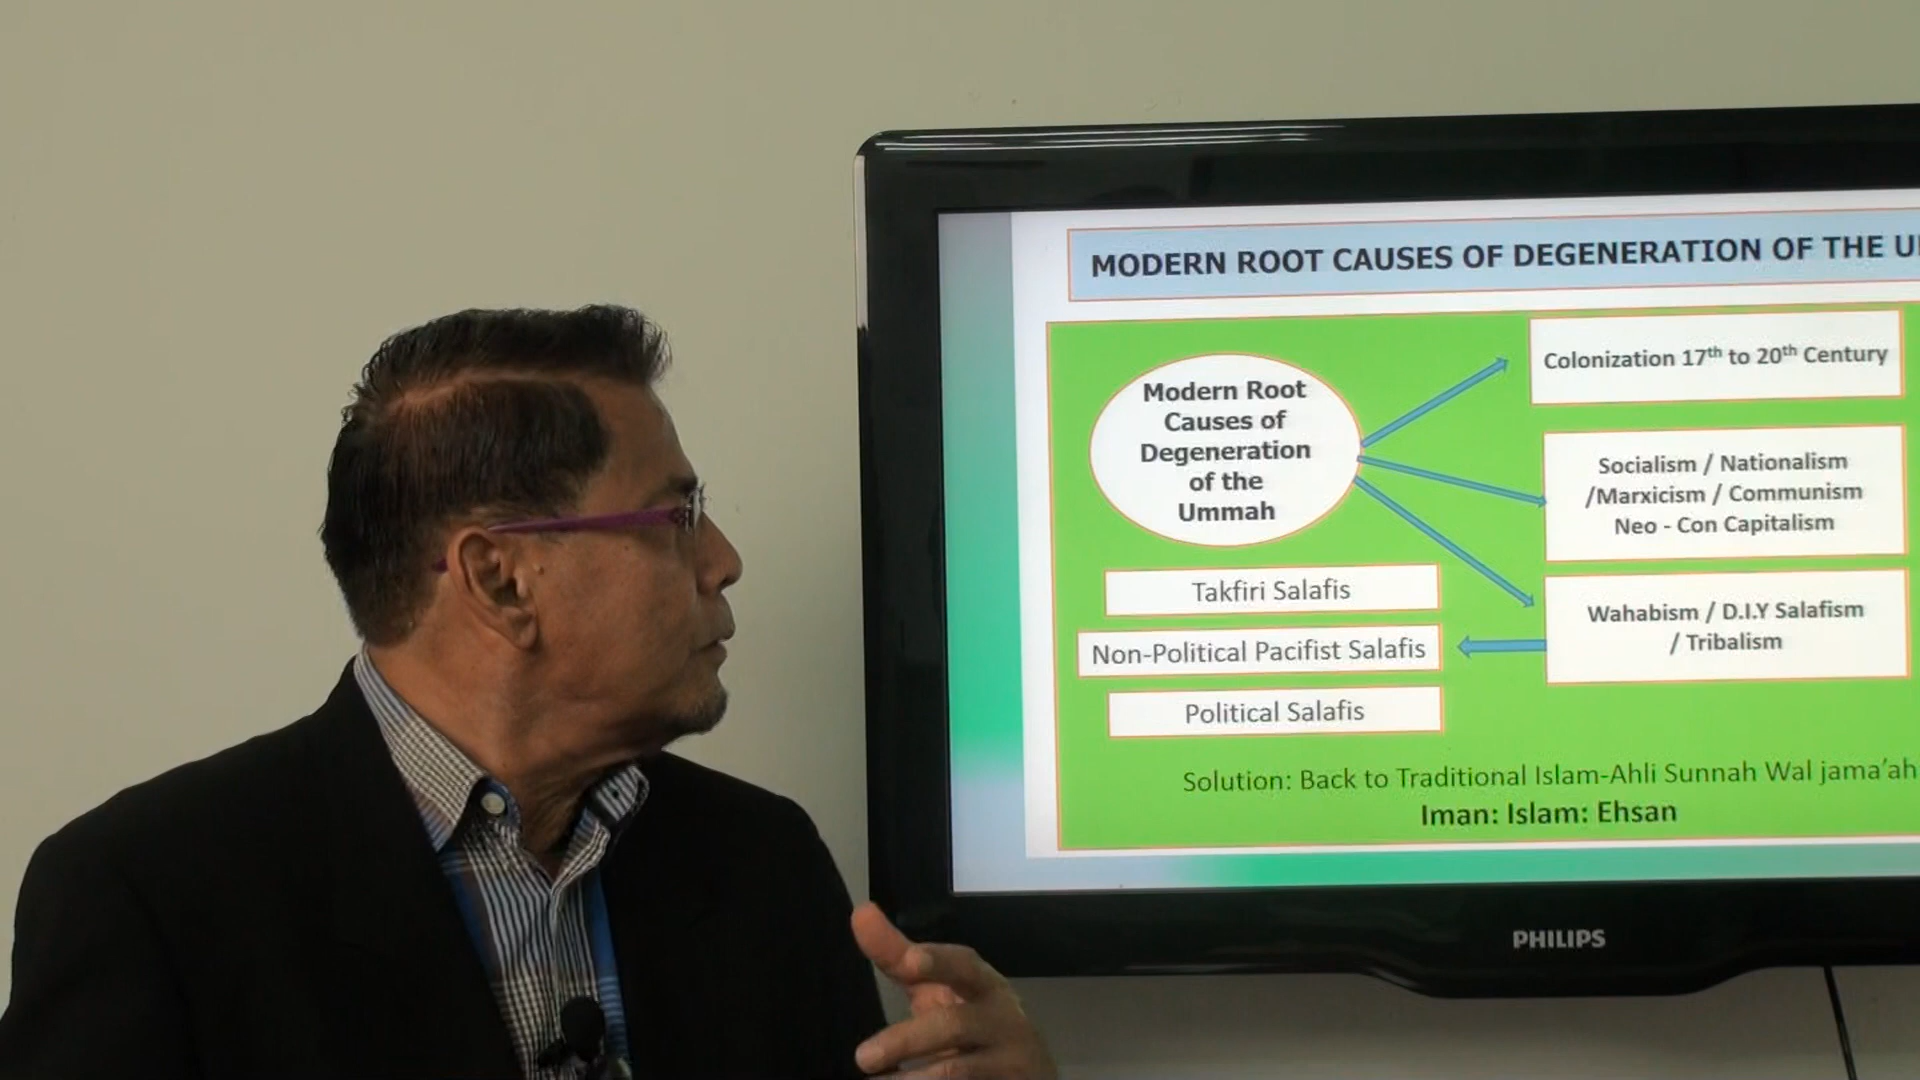 MODERN ROOT CAUSES OF DEGENERATION OF THE
Modern Root
Causes of
Degeneration
of the
Ummah
Colonization 17th to 20th Century
Socialism / Nationalism
/Marxicism / Communism
Neo - Con Capitalism
Wahabism / D.I.Y Salafism
/ Tribalism
Takfiri Salafis
Non-Political Pacifist Salafis
Political Salafis
Solution: Back to Traditional Islam-Ahli Sunnah Wal jama’ah
Iman: Islam: Ehsan
PHILIPS